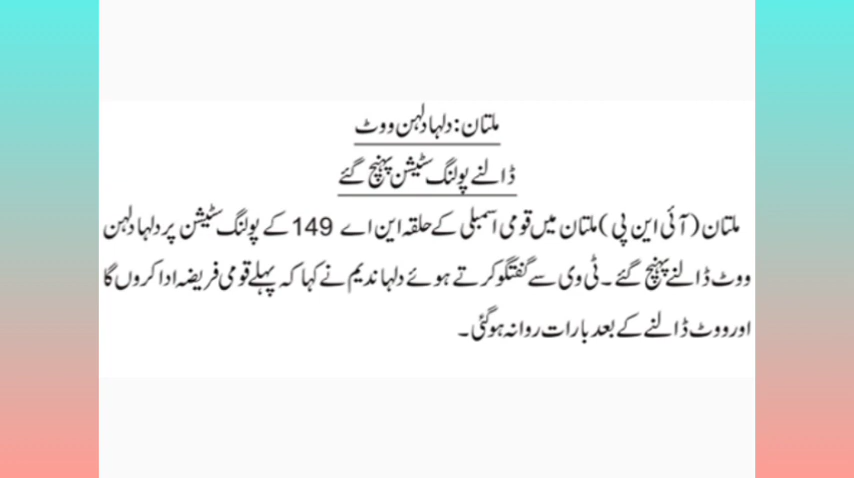 ملتان: دلہا دلہن ووٹ
ڈالنے پولنگ سٹیشن پہنچ گئے
ملتان (آئی این پی) ملتان میں قومی اسمبلی کے حلقہ این اے 149 کے پولنگ سٹیشن پر دلہا دلہن
ووٹ ڈالنے پہنچ گئے۔ ٹی وی سے گفتگو کرتے ہوئے دلہا ندیم نے کہا کہ پہلے قومی فریضہ ادا کروں گا
اور ووٹ ڈالنے کے بعد بارات روانہ ہوگئی۔